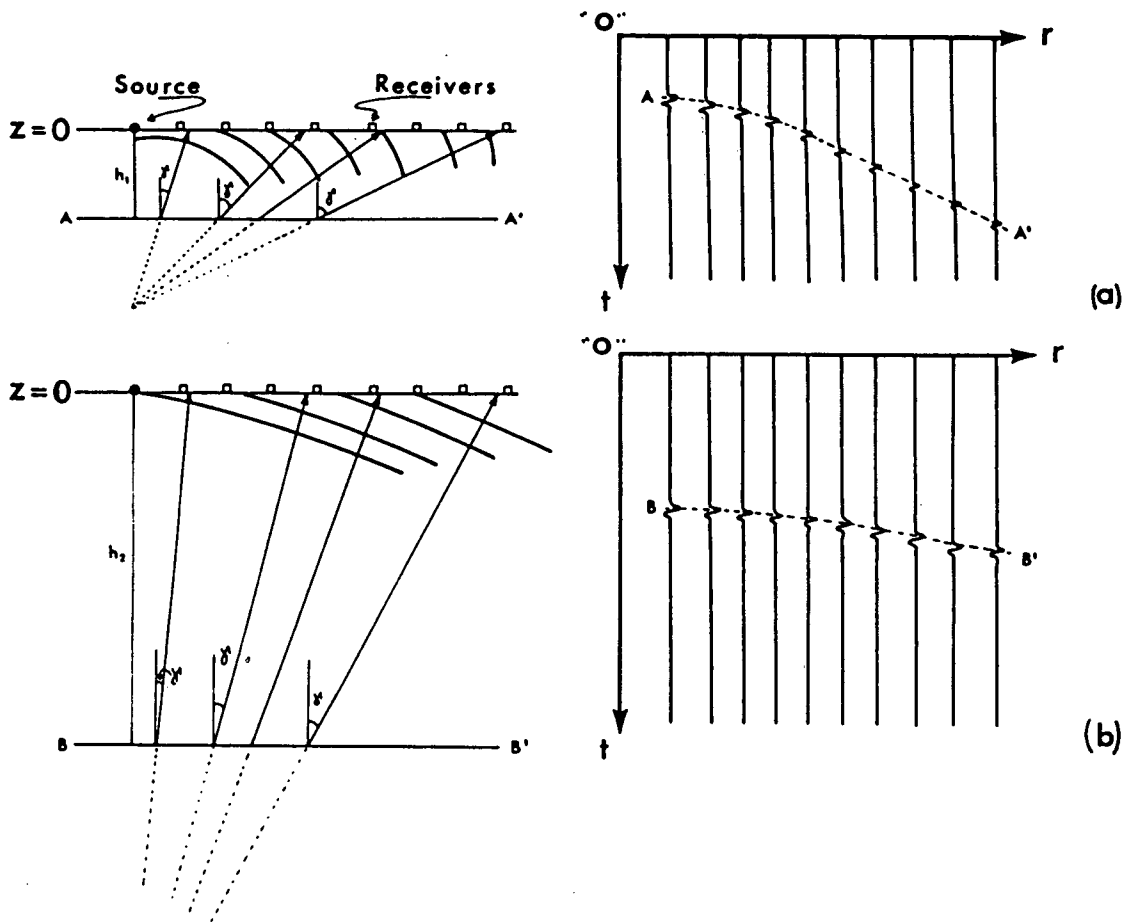 Source
Receivers
z=0
h₁
γ
γ
γ
A
A'
"O"
r
A
A'
t
(a)
z=0
h₂
γ
γ
γ
B
B'
"O"
r
B
B'
t
(b)